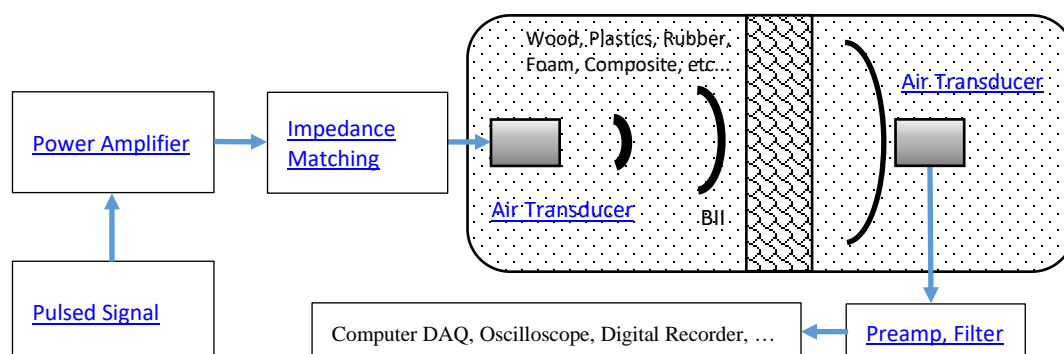 Wood, Plastics, Rubber,
Foam, Composite, etc...
Air Transducer
Power Amplifier
Impedance
Matching
Air Transducer
BII
Pulsed Signal
Computer DAQ, Oscilloscope, Digital Recorder, …
Preamp, Filter